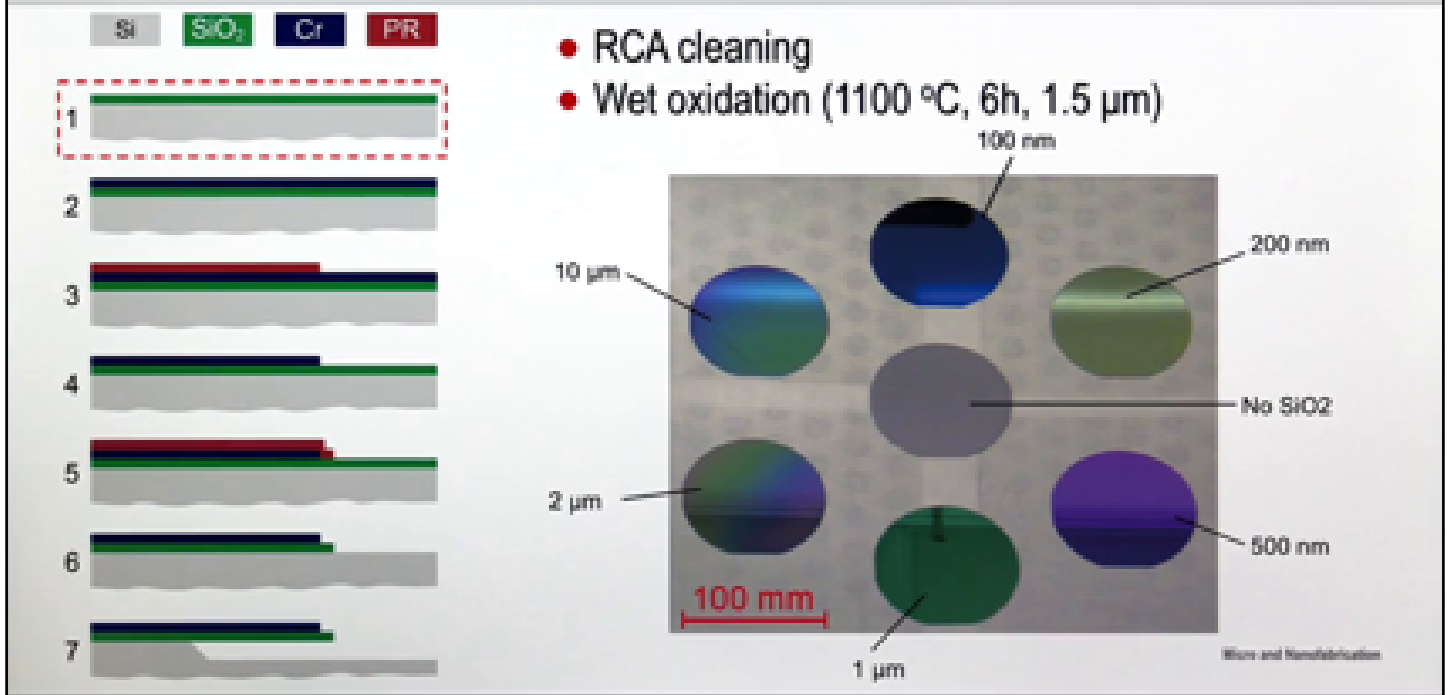 Si SiO₂ Cr PR
1
2
3
4
5
6
7
● RCA cleaning
● Wet oxidation (1100 ºC, 6h, 1.5 µm)
100 nm
200 nm
10 µm
No SiO2
2 µm
500 nm
100 mm
1 µm
Micro and Nanofabrication